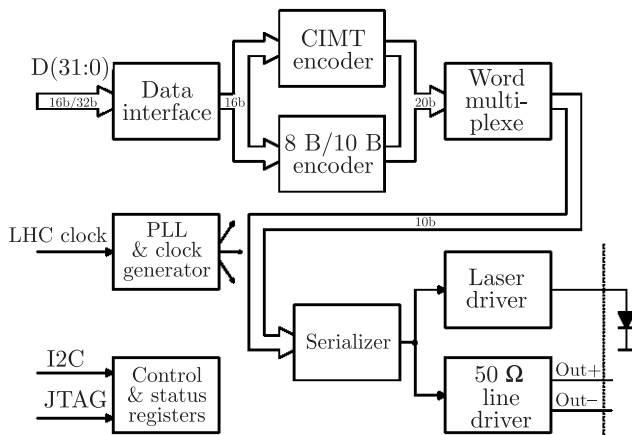 D(31:0)
16b/32b
Data
interface
16b
CIMT
encoder
8 B/10 B
encoder
20b
Word
multi-
plexe
10b
LHC clock
PLL
& clock
generator
Serializer
Laser
driver
I2C
JTAG
Control
& status
registers
50 Ω
line
driver
Out+
Out−